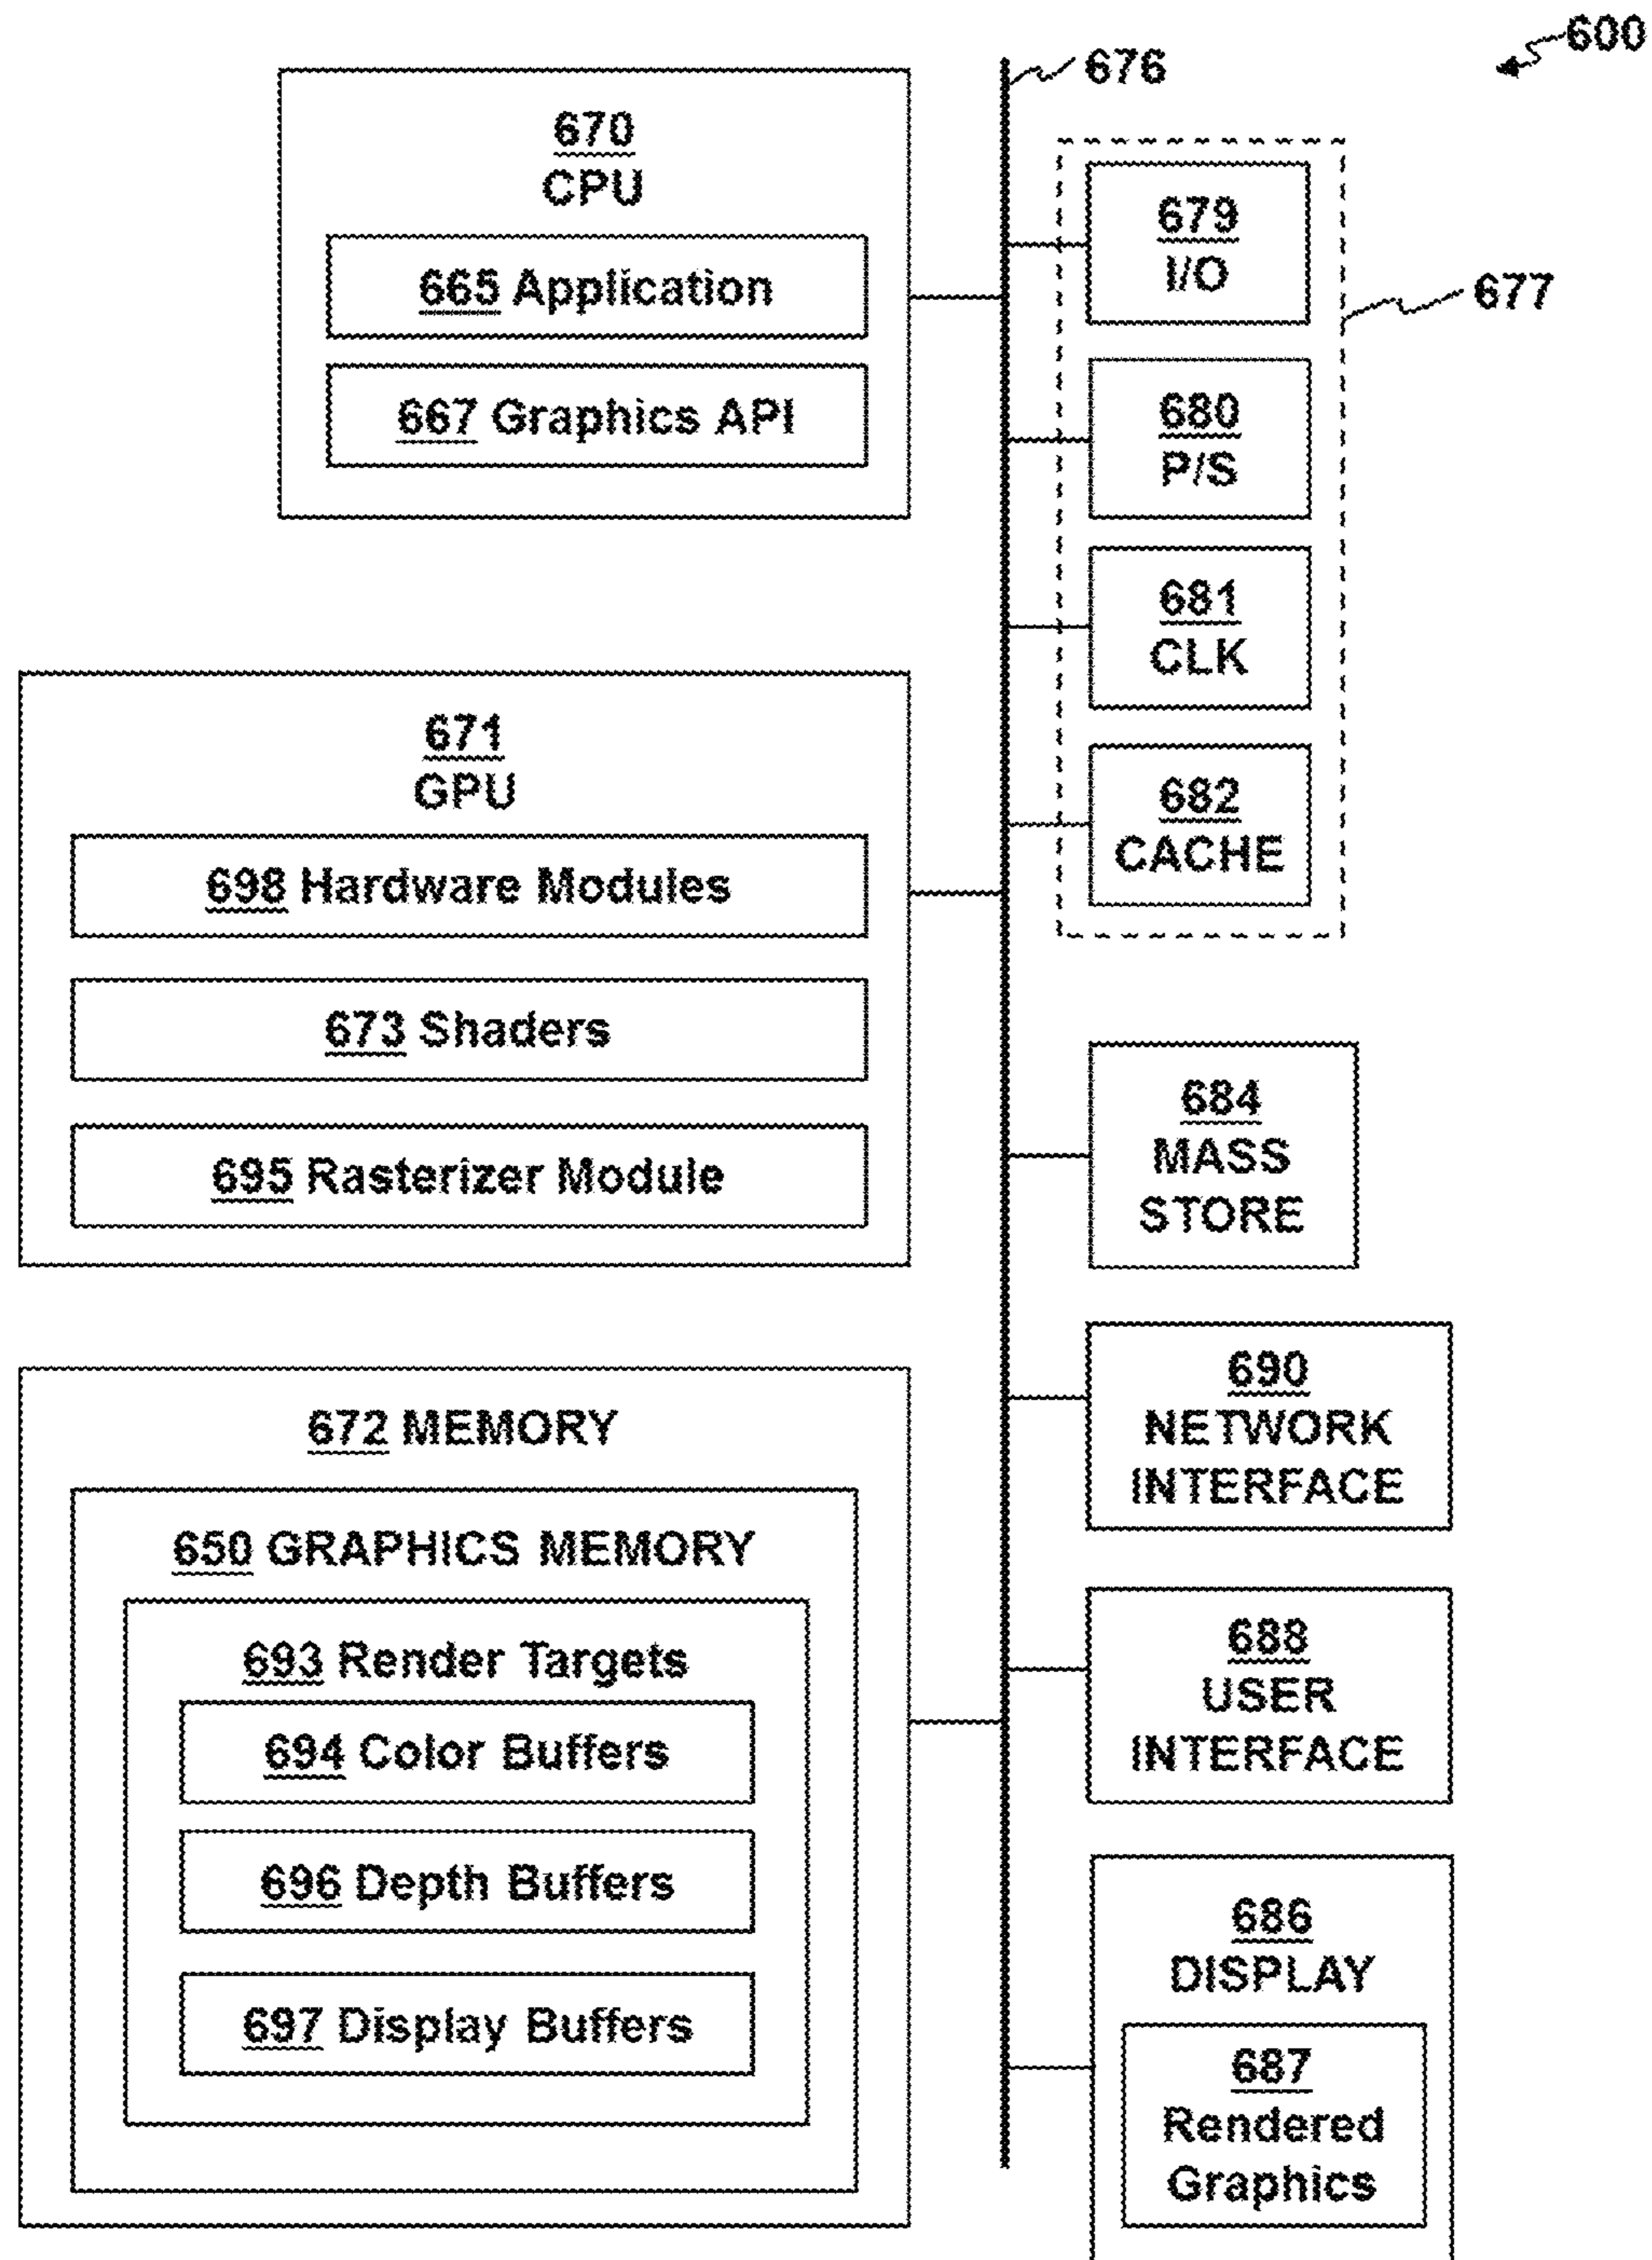 600
676
670
CPU
665 Application
667 Graphics API
679
I/O
677
680
P/S
681
CLK
682
CACHE
671
GPU
698 Hardware Modules
673 Shaders
695 Rasterizer Module
684
MASS
STORE
672 MEMORY
650 GRAPHICS MEMORY
693 Render Targets
694 Color Buffers
696 Depth Buffers
697 Display Buffers
690
NETWORK
INTERFACE
688
USER
INTERFACE
686
DISPLAY
687
Rendered
Graphics